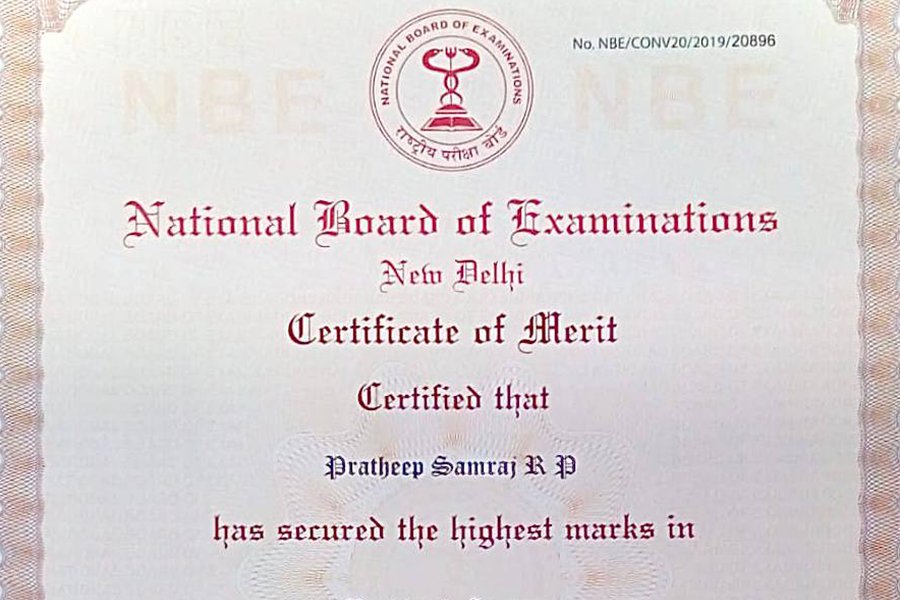 No. NBE/CONV20/2019/20896
NATIONAL BOARD OF EXAMINATIONS
राष्ट्रीय परीक्षा बोर्ड
NBE NBE
National Board of Examinations
New Delhi
Certificate of Merit
Certified that
Pratheep Samraj R P
has secured the highest marks in